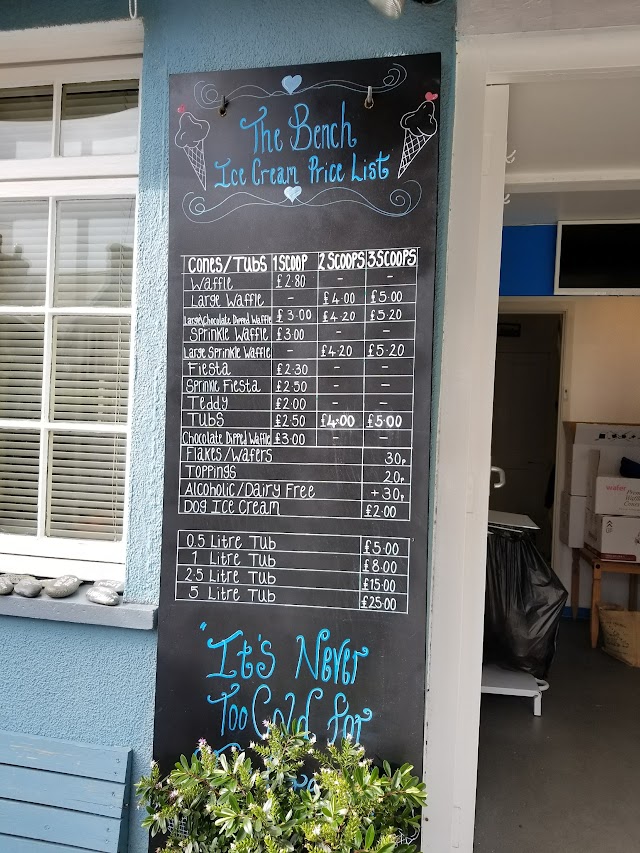 The Bench
Ice Cream Price List
Cones/Tubs 1 Scoop 2 Scoops 3 Scoops
Waffle £2.80 - -
Large Waffle - £4.00 £5.00
Large Chocolate Dipped Waffle £3.00 £4.20 £5.20
Sprinkle Waffle £3.00 - -
Large Sprinkle Waffle - £4.20 £5.20
Fiesta £2.30 - -
Sprinkle Fiesta £2.50 - -
Teddy £2.00 - -
Tubs £2.50 £4.00 £5.00
Chocolate Dipped Waffle £3.00 - -
Flakes/Wafers 30p
Toppings 20p
Alcoholic/Dairy Free +30p
Dog Ice Cream £2.00
0.5 Litre Tub £5.00
1 Litre Tub £8.00
2.5 Litre Tub £15.00
5 Litre Tub £25.00
"It's Never
Too Cold for